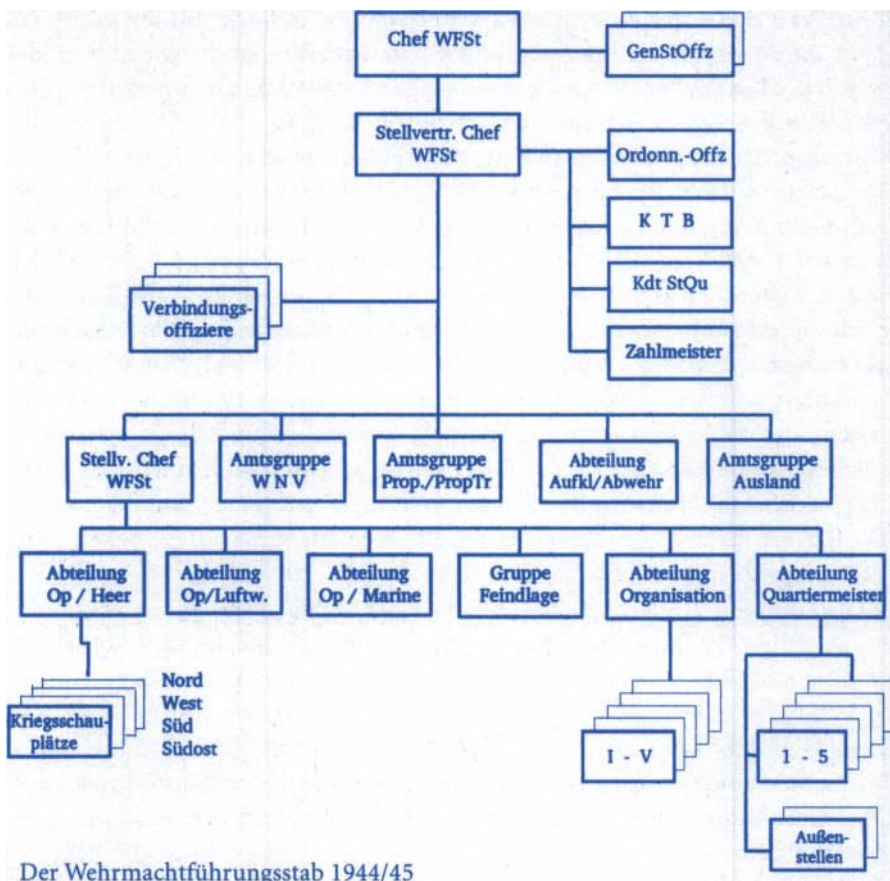 Chef WFSt
GenStOffz
Stellvertr. Chef
WFSt
Ordonn.-Offz
K T B
Kdt StQu
Zahlmeister
Verbindungs-
offiziere
Stellv. Chef
WFSt
Amtsgruppe
W N V
Amtsgruppe
Prop./PropTr
Abteilung
Aufkl/Abwehr
Amtsgruppe
Ausland
Abteilung
Op / Heer
Abteilung
Op/Luftw.
Abteilung
Op / Marine
Gruppe
Feindlage
Abteilung
Organisation
Abteilung
Quartiermeister
Kriegsschau-
plätze
Nord
West
Süd
Südost
I - V
1 - 5
Außen-
stellen
Der Wehrmachtführungsstab 1944/45